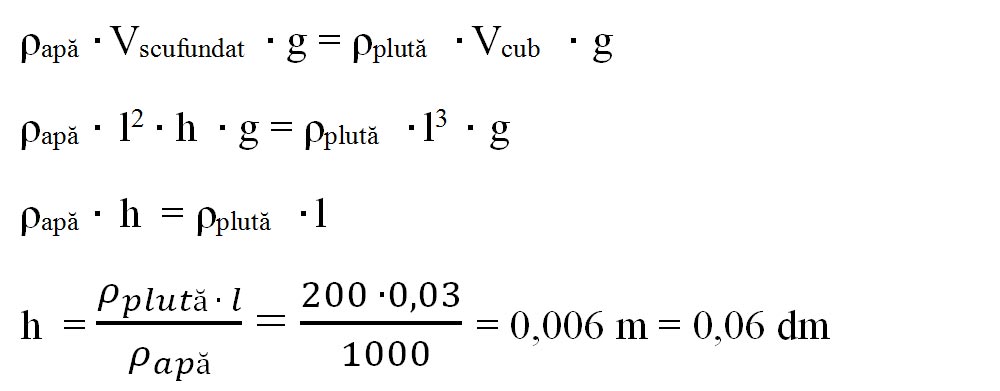 ρapă · Vscufundat · g = ρplută · Vcub · g
ρapă · l² · h · g = ρplută · l³ · g
ρapă · h = ρplută · l
h = ρplută · l / ρapă = 200 · 0,03 / 1000 = 0,006 m = 0,06 dm